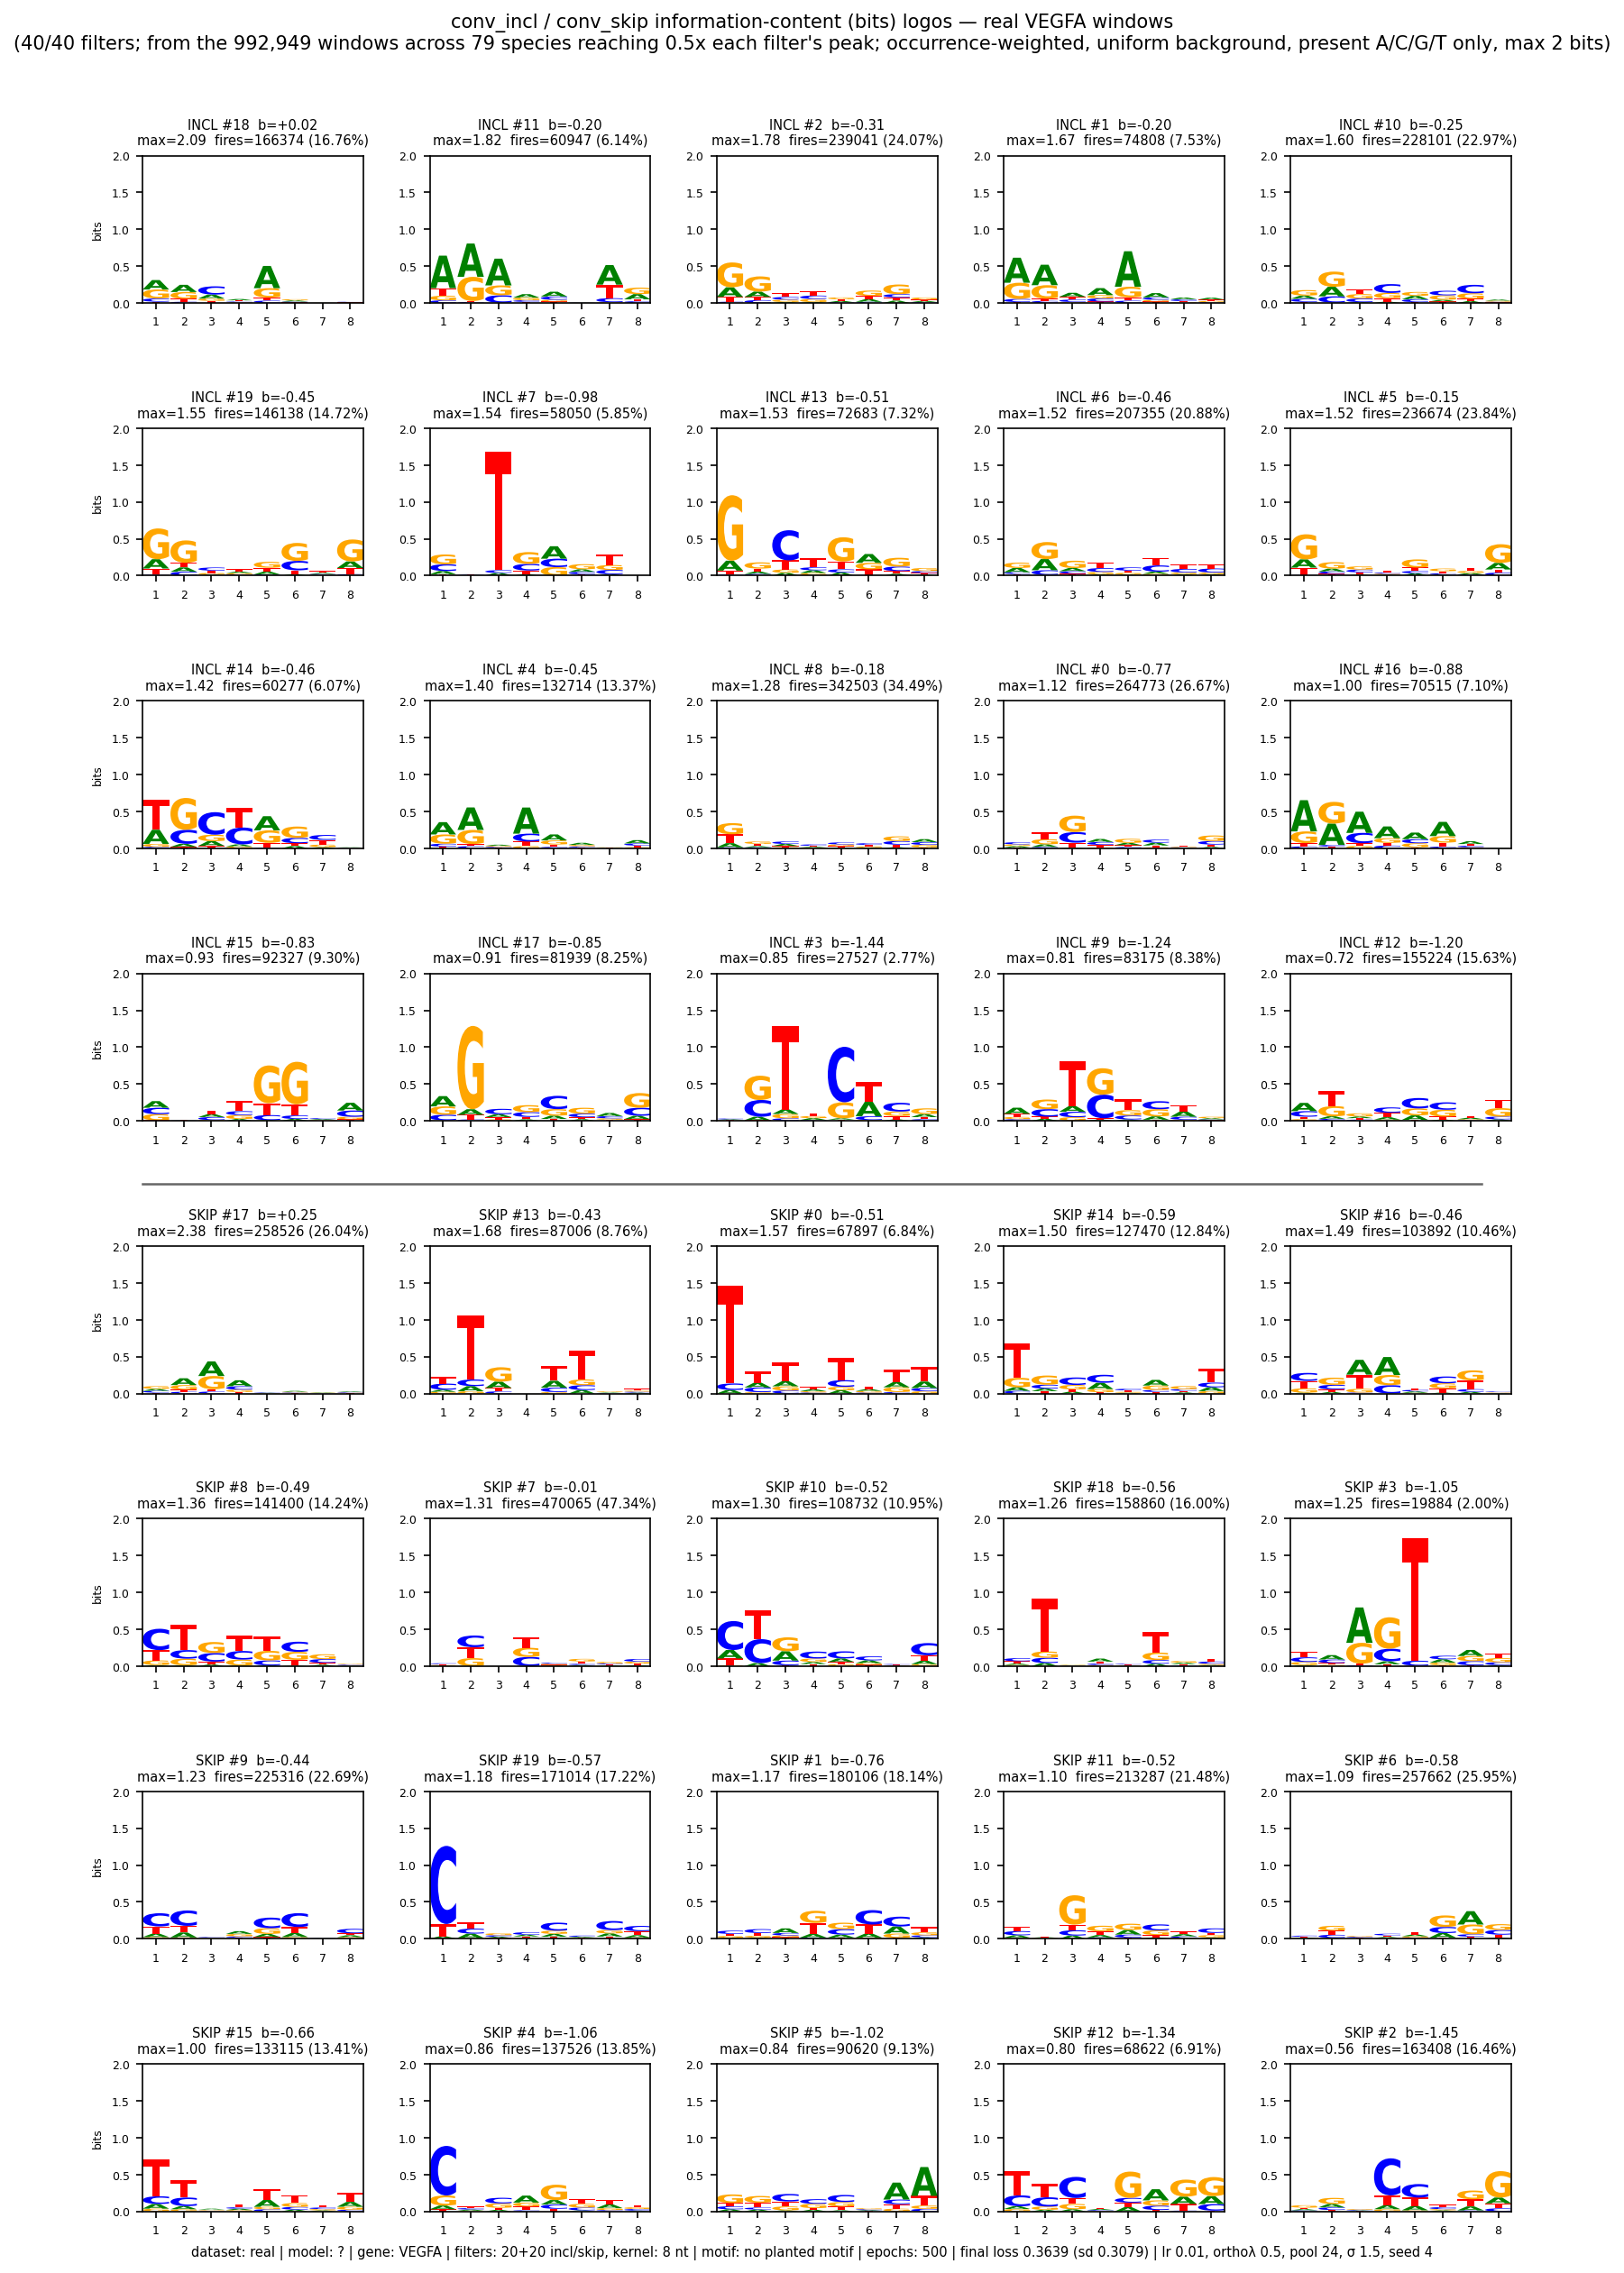 conv_incl / conv_skip information-content (bits) logos — real VEGFA windows
(40/40 filters; from the 992,949 windows across 79 species reaching 0.5x each filter's peak; occurrence-weighted, uniform background, present A/C/G/T only, max 2 bits)
INCL #18 b=+0.02
max=2.09 fires=166374 (16.76%)
INCL #11 b=-0.20
max=1.82 fires=60947 (6.14%)
INCL #2 b=-0.31
max=1.78 fires=239041 (24.07%)
INCL #1 b=-0.20
max=1.67 fires=74808 (7.53%)
INCL #10 b=-0.25
max=1.60 fires=228101 (22.97%)
bits
INCL #19 b=-0.45
max=1.55 fires=146138 (14.72%)
INCL #7 b=-0.98
max=1.54 fires=58050 (5.85%)
INCL #13 b=-0.51
max=1.53 fires=72683 (7.32%)
INCL #6 b=-0.46
max=1.52 fires=207355 (20.88%)
INCL #5 b=-0.15
max=1.52 fires=236674 (23.84%)
bits
INCL #14 b=-0.46
max=1.42 fires=60277 (6.07%)
INCL #4 b=-0.45
max=1.40 fires=132714 (13.37%)
INCL #8 b=-0.18
max=1.28 fires=342503 (34.49%)
INCL #0 b=-0.77
max=1.12 fires=264773 (26.67%)
INCL #16 b=-0.88
max=1.00 fires=70515 (7.10%)
bits
INCL #15 b=-0.83
max=0.93 fires=92327 (9.30%)
INCL #17 b=-0.85
max=0.91 fires=81939 (8.25%)
INCL #3 b=-1.44
max=0.85 fires=27527 (2.77%)
INCL #9 b=-1.24
max=0.81 fires=83175 (8.38%)
INCL #12 b=-1.20
max=0.72 fires=155224 (15.63%)
bits
SKIP #17 b=+0.25
max=2.38 fires=258526 (26.04%)
SKIP #13 b=-0.43
max=1.68 fires=87006 (8.76%)
SKIP #0 b=-0.51
max=1.57 fires=67897 (6.84%)
SKIP #14 b=-0.59
max=1.50 fires=127470 (12.84%)
SKIP #16 b=-0.46
max=1.49 fires=103892 (10.46%)
bits
SKIP #8 b=-0.49
max=1.36 fires=141400 (14.24%)
SKIP #7 b=-0.01
max=1.31 fires=470065 (47.34%)
SKIP #10 b=-0.52
max=1.30 fires=108732 (10.95%)
SKIP #18 b=-0.56
max=1.26 fires=158860 (16.00%)
SKIP #3 b=-1.05
max=1.25 fires=19884 (2.00%)
bits
SKIP #9 b=-0.44
max=1.23 fires=225316 (22.69%)
SKIP #19 b=-0.57
max=1.18 fires=171014 (17.22%)
SKIP #1 b=-0.76
max=1.17 fires=180106 (18.14%)
SKIP #11 b=-0.52
max=1.10 fires=213287 (21.48%)
SKIP #6 b=-0.58
max=1.09 fires=257662 (25.95%)
bits
SKIP #15 b=-0.66
max=1.00 fires=133115 (13.41%)
SKIP #4 b=-1.06
max=0.86 fires=137526 (13.85%)
SKIP #5 b=-1.02
max=0.84 fires=90620 (9.13%)
SKIP #12 b=-1.34
max=0.80 fires=68622 (6.91%)
SKIP #2 b=-1.45
max=0.56 fires=163408 (16.46%)
bits
dataset: real | model: ? | gene: VEGFA | filters: 20+20 incl/skip, kernel: 8 nt | motif: no planted motif | epochs: 500 | final loss 0.3639 (sd 0.3079) | lr 0.01, orthoλ 0.5, pool 24, σ 1.5, seed 4